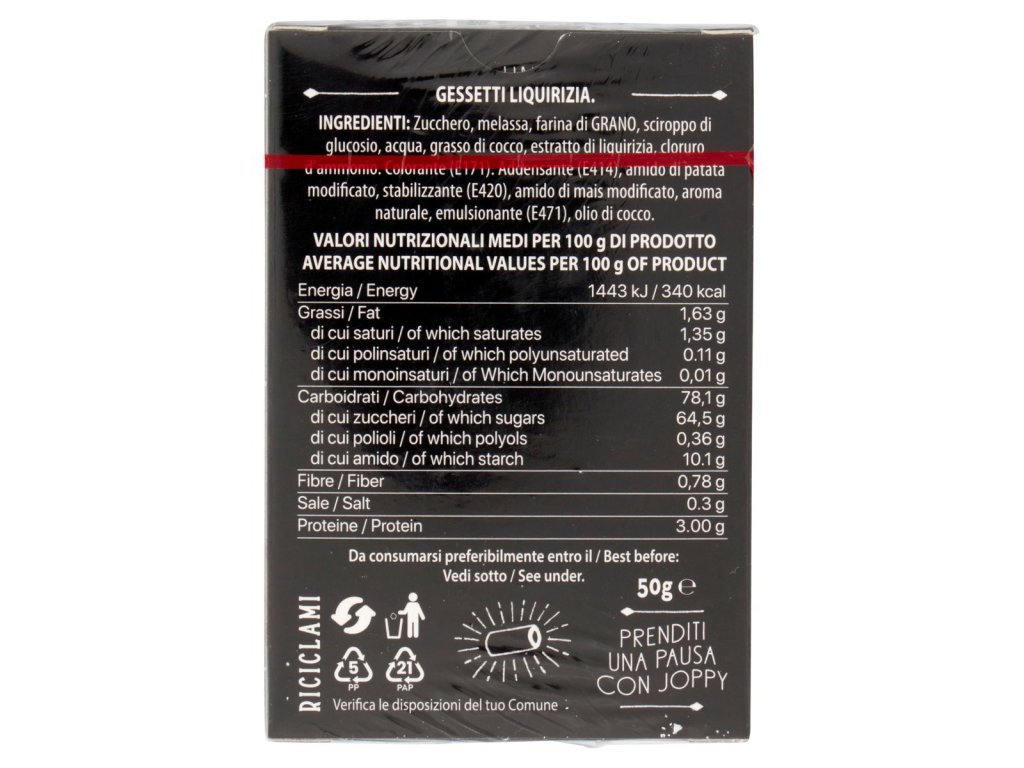 GESSETTI LIQUIRIZIA.
INGREDIENTI: Zucchero, melassa, farina di GRANO, sciroppo di
glucosio, acqua, grasso di cocco, estratto di liquirizia, cloruro
d'ammonio. Colorante (E171). Addensante (E414), amido di patata
modificato, stabilizzante (E420), amido di mais modificato, aroma
naturale, emulsionante (E471), olio di cocco.
VALORI NUTRIZIONALI MEDI PER 100 g DI PRODOTTO
AVERAGE NUTRITIONAL VALUES PER 100 g OF PRODUCT
Energia / Energy 1443 kJ / 340 kcal
Grassi / Fat 1,63 g
di cui saturi / of which saturates 1,35 g
di cui polinsaturi / of which polyunsaturated 0.11 g
di cui monoinsaturi / of Which Monounsaturates 0,01 g
Carboidrati / Carbohydrates 78,1 g
di cui zuccheri / of which sugars 64,5 g
di cui polioli / of which polyols 0,36 g
di cui amido / of which starch 10.1 g
Fibre / Fiber 0,78 g
Sale / Salt 0.3 g
Proteine / Protein 3.00 g
Da consumarsi preferibilmente entro il / Best before:
Vedi sotto / See under.
50g e
RICICLAMI
5
PP
21
PAP
Verifica le disposizioni del tuo Comune
PRENDITI
UNA PAUSA
CON JOPPY